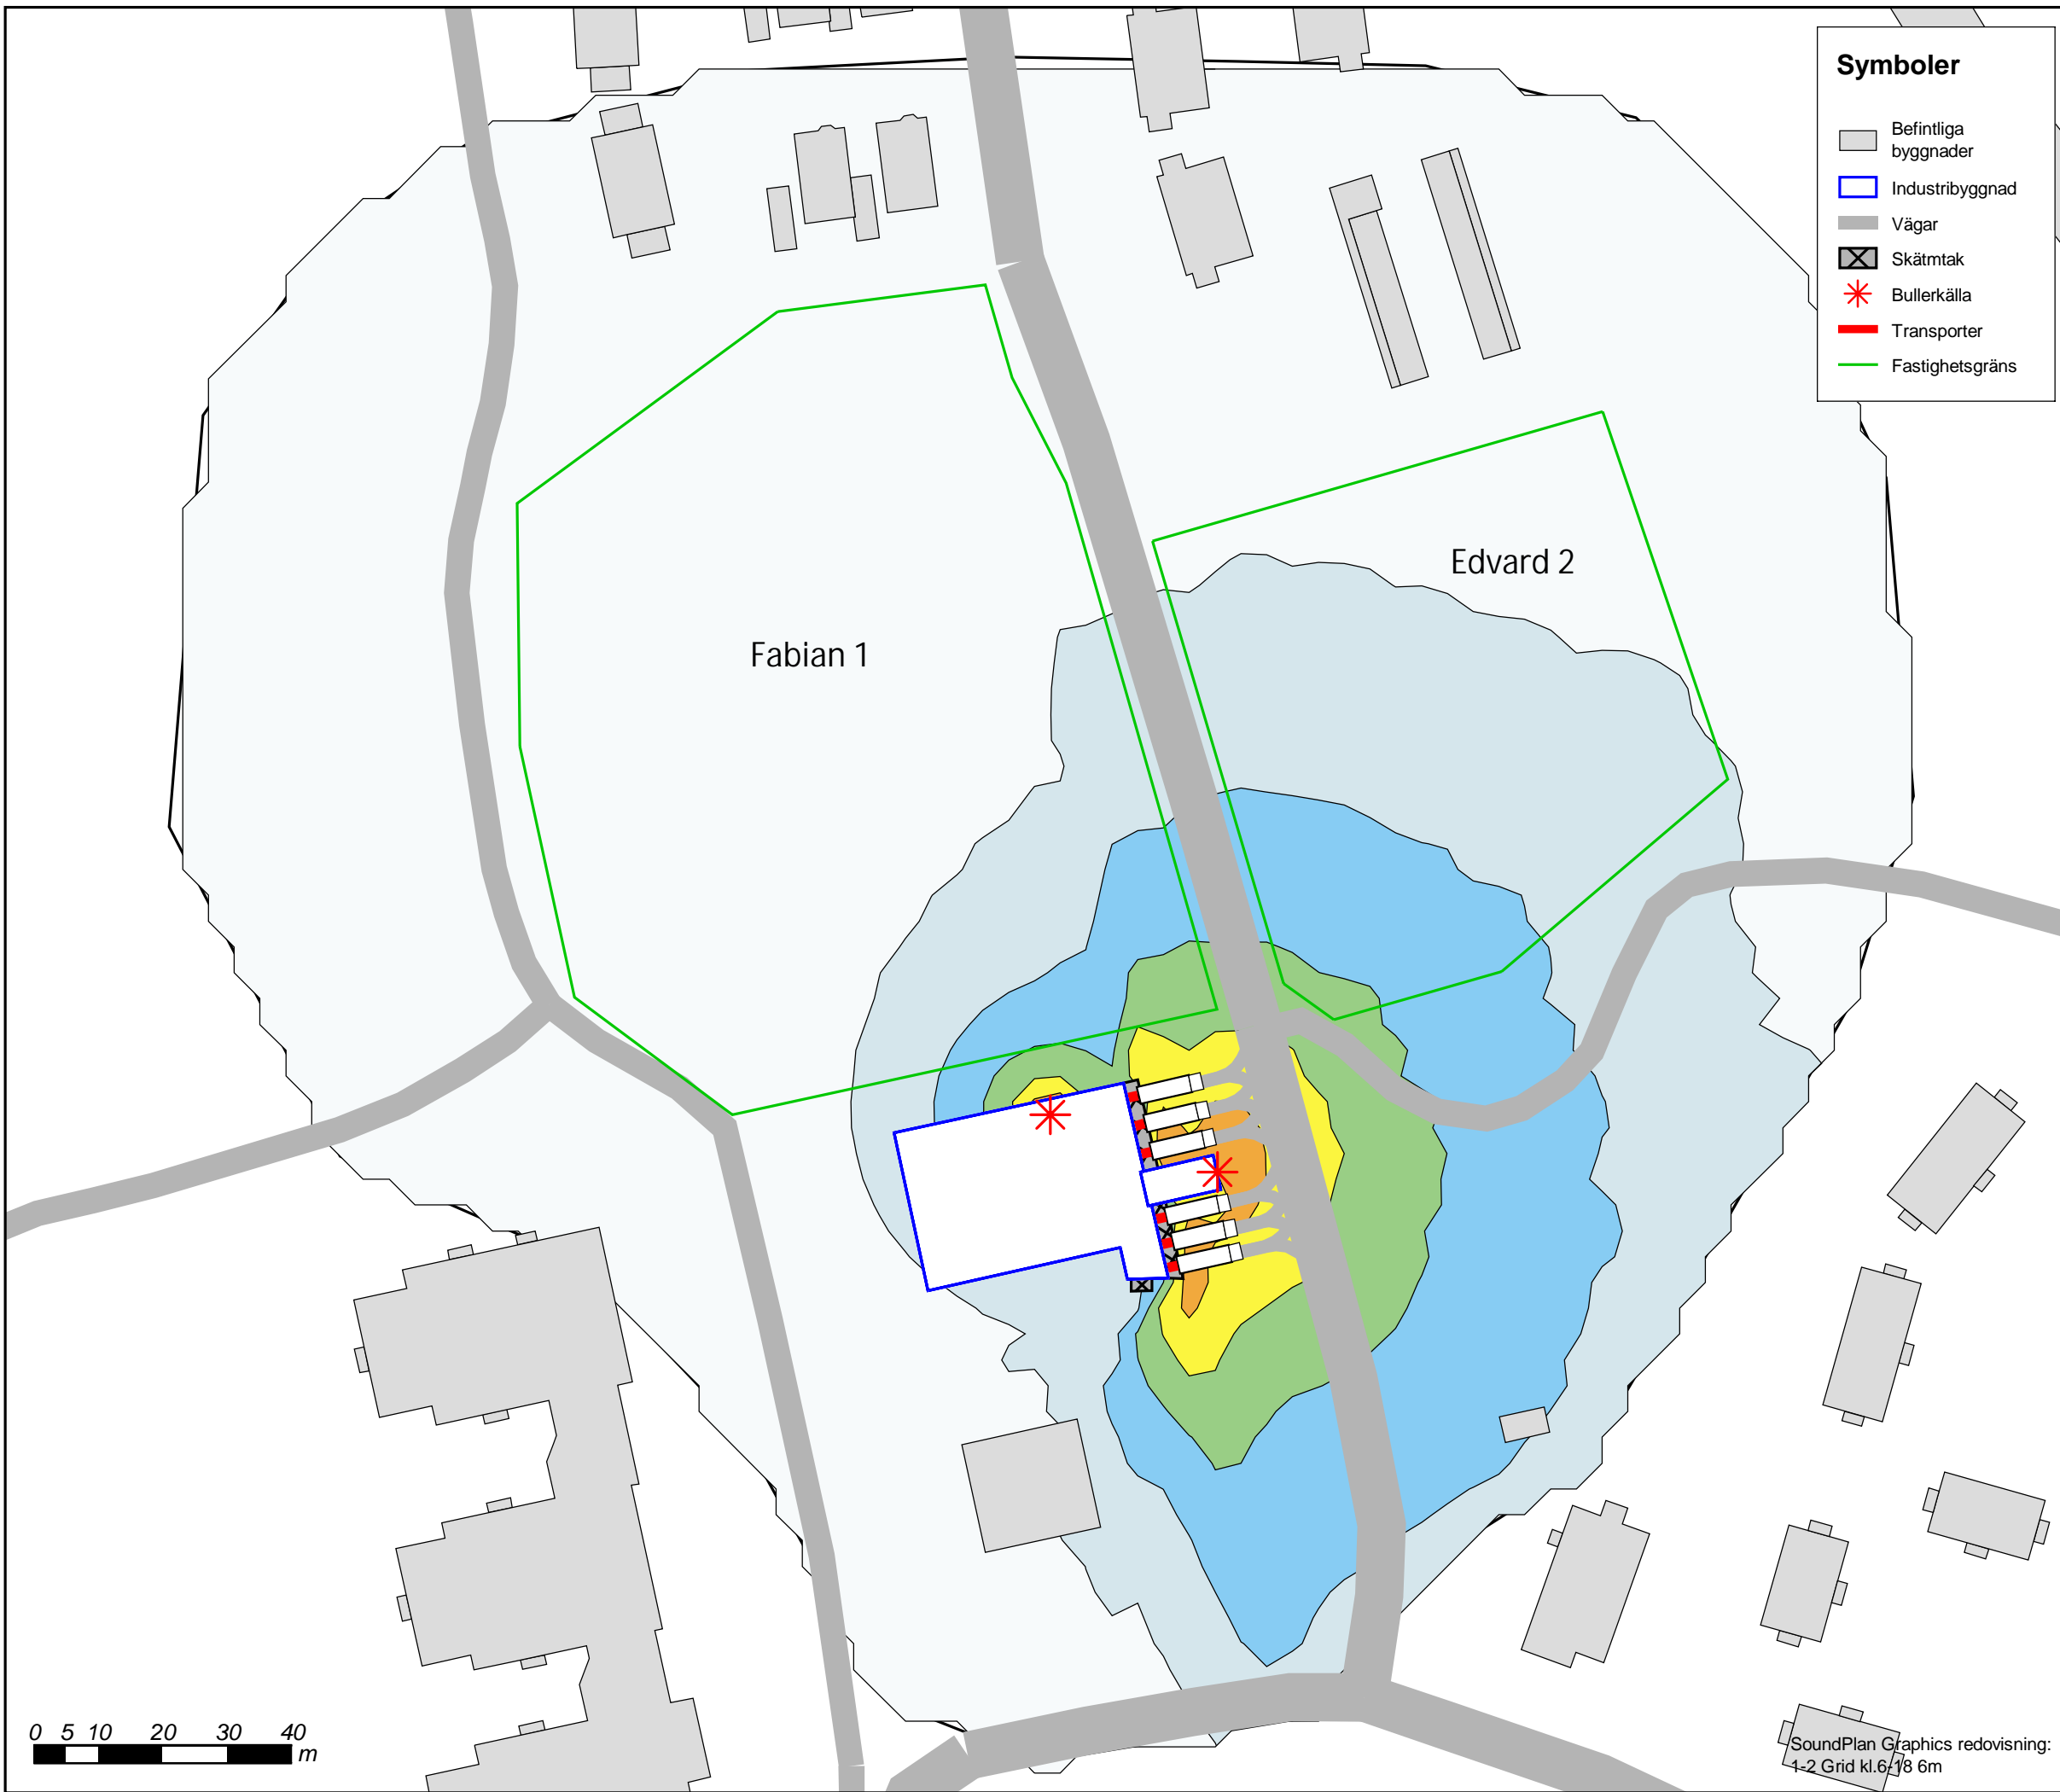 Symboler
Befintliga
byggnader
Industribyggnad
Vägar
Skätmtak
Bullerkälla
Transporter
Fastighetsgräns
Edvard 2
Fabian 1
0 5 10 20 30 40
m
SoundPlan Graphics redovisning:
1-2 Grid kl.6-18 6m